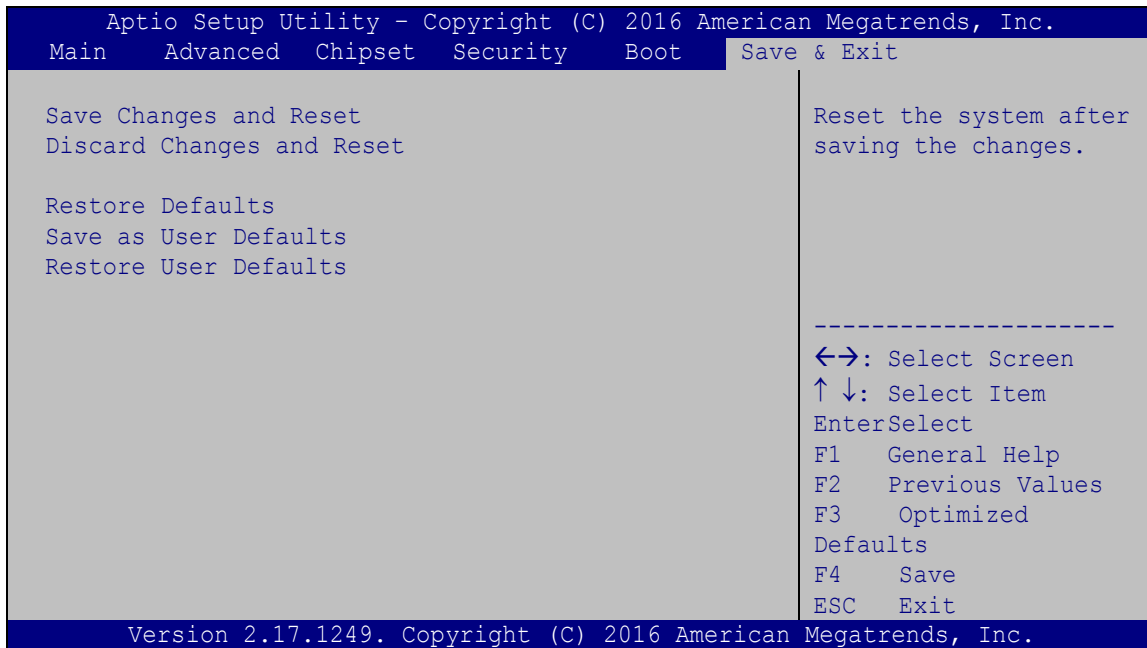 Aptio Setup Utility – Copyright (C) 2016 American Megatrends, Inc.
Main Advanced Chipset Security Boot Save & Exit
Save Changes and Reset
Discard Changes and Reset
Restore Defaults
Save as User Defaults
Restore User Defaults
Reset the system after
saving the changes.
---------------------
←→: Select Screen
↑ ↓: Select Item
EnterSelect
F1 General Help
F2 Previous Values
F3 Optimized
Defaults
F4 Save
ESC Exit
Version 2.17.1249. Copyright (C) 2016 American Megatrends, Inc.